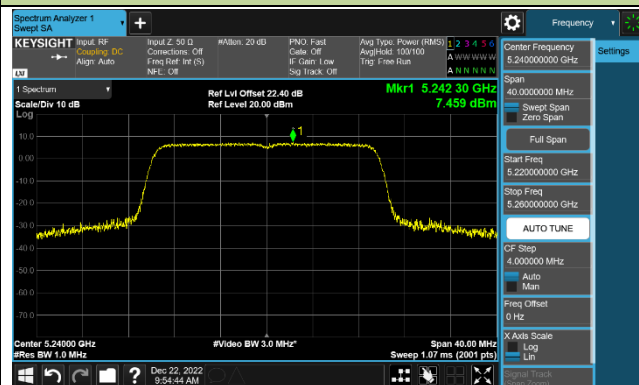 Spectrum Analyzer 1
Swept SA
Frequency
KEYSIGHT
Input: RF
Coupling: DC
Align: Auto
Input Z: 50 Ω
Corrections: Off
Freq Ref: Int (S)
NFE: Off
#Atten: 20 dB
PNO: Fast
Gate: Off
IF Gain: Low
Sig Track: Off
Avg Type: Power (RMS)
Avg|Hold: 100/100
Trig: Free Run
1 2 3 4 5 6
A W W W W W
A N N N N N
LXI
1 Spectrum
Scale/Div 10 dB
Log
Ref Lvl Offset 22.40 dB
Ref Level 20.00 dBm
Mkr1 5.242 30 GHz
7.459 dBm
1
10.0
0.00
-10.0
-20.0
-30.0
-40.0
-50.0
-60.0
-70.0
Center 5.24000 GHz
#Res BW 1.0 MHz
#Video BW 3.0 MHz*
Span 40.00 MHz
Sweep 1.07 ms (2001 pts)
Dec 22, 2022
9:54:44 AM
Center Frequency
5.240000000 GHz
Settings
Span
40.0000000 MHz
Swept Span
Zero Span
Full Span
Start Freq
5.220000000 GHz
Stop Freq
5.260000000 GHz
AUTO TUNE
CF Step
4.000000 MHz
Auto
Man
Freq Offset
0 Hz
X Axis Scale
Log
Lin
Signal Track
(Span Zoom)